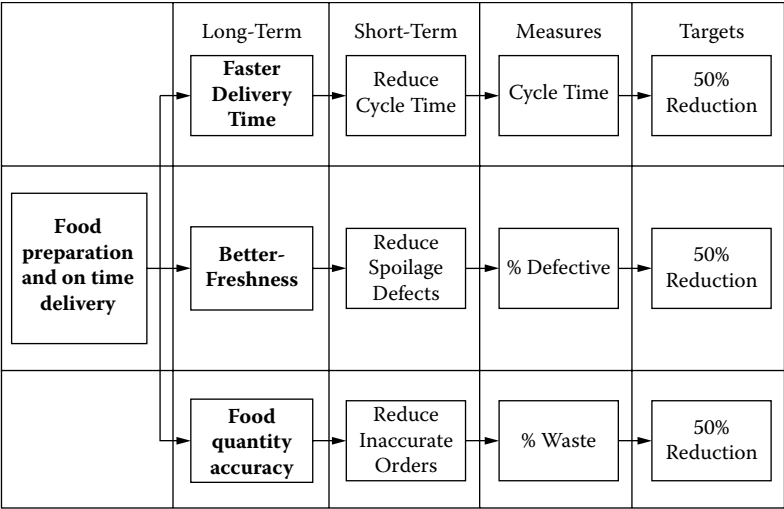 Long-Term
Short-Term
Measures
Targets
Faster
Delivery
Time
Reduce
Cycle Time
Cycle Time
50%
Reduction
Food
preparation
and on time
delivery
Better-
Freshness
Reduce
Spoilage
Defects
% Defective
50%
Reduction
Food
quantity
accuracy
Reduce
Inaccurate
Orders
% Waste
50%
Reduction